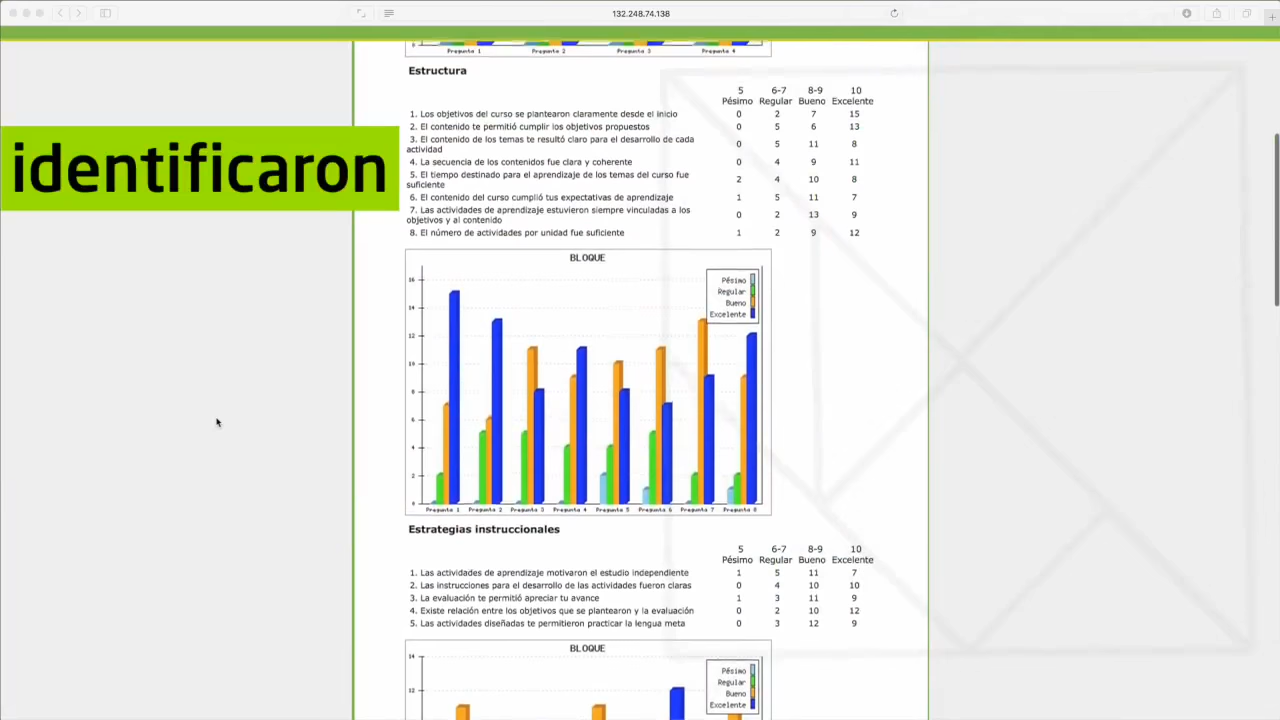 132.248.74.138
0
Pregunta 1 Pregunta 2 Pregunta 3 Pregunta 4
identificaron
Estructura
5 6-7 8-9 10
Pésimo Regular Bueno Excelente
1. Los objetivos del curso se plantearon claramente desde el inicio 0 2 7 15
2. El contenido te permitió cumplir los objetivos propuestos 0 5 6 13
3. El contenido de los temas te resultó claro para el desarrollo de cada
actividad 0 5 11 8
4. La secuencia de los contenidos fue clara y coherente 0 4 9 11
5. El tiempo destinado para el aprendizaje de los temas del curso fue
suficiente 2 4 10 8
6. El contenido del curso cumplió tus expectativas de aprendizaje 1 5 11 7
7. Las actividades de aprendizaje estuvieron siempre vinculadas a los
objetivos y al contenido 0 2 13 9
8. El número de actividades por unidad fue suficiente 1 2 9 12
BLOQUE
Pésimo
Regular
Bueno
Excelente
16
14
12
10
8
6
4
2
0
Pregunta 1 Pregunta 2 Pregunta 3 Pregunta 4 Pregunta 5 Pregunta 6 Pregunta 7 Pregunta 8
Estrategias instruccionales
5 6-7 8-9 10
Pésimo Regular Bueno Excelente
1. Las actividades de aprendizaje motivaron el estudio independiente 1 5 11 7
2. Las instrucciones para el desarrollo de las actividades fueron claras 0 4 10 10
3. La evaluación te permitió apreciar tu avance 1 3 11 9
4. Existe relación entre los objetivos que se plantearon y la evaluación 0 2 10 12
5. Las actividades diseñadas te permitieron practicar la lengua meta 0 3 12 9
BLOQUE
14
12
Pésimo
Regular
Bueno
Excelente